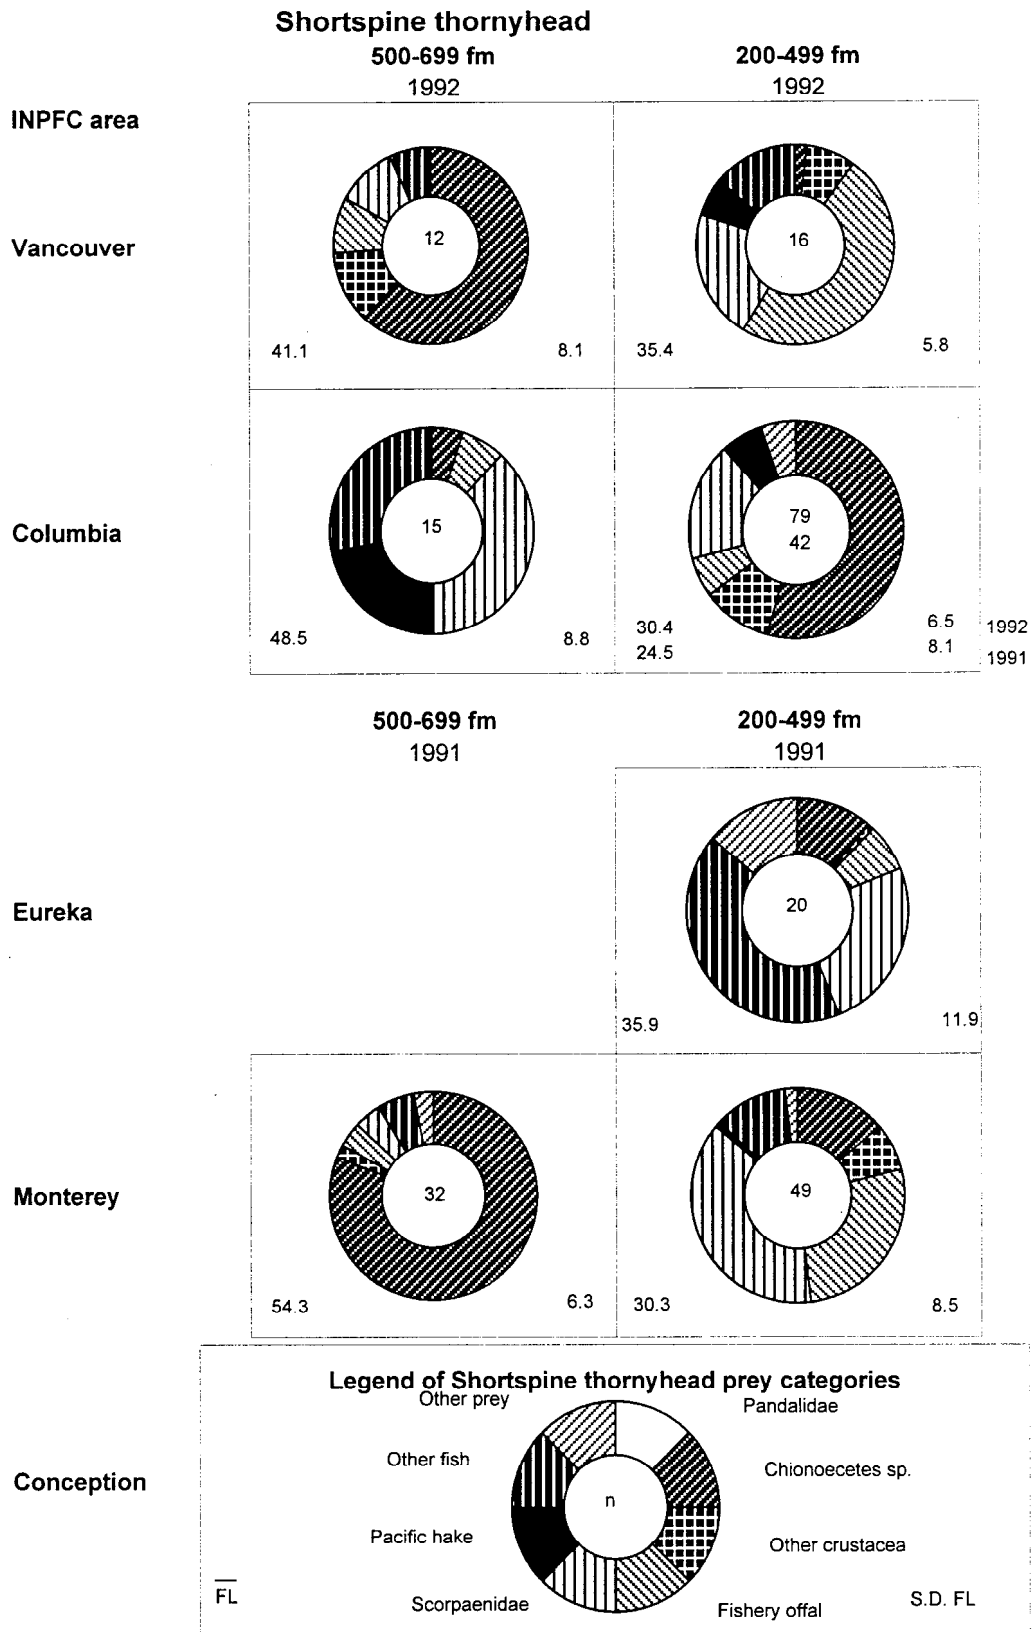 Shortspine thornyhead
500-699 fm 200-499 fm
1992 1992
INPFC area
Vancouver
12 16
41.1 8.1 35.4 5.8
Columbia
15 79
42
48.5 8.8 30.4 6.5 1992
24.5 8.1 1991
500-699 fm 200-499 fm
1991 1991
Eureka
20
35.9 11.9
Monterey
32 49
54.3 6.3 30.3 8.5
Legend of Shortspine thornyhead prey categories
Other prey Pandalidae
Other fish Chionoecetes sp.
Conception
n
Pacific hake Other crustacea
FL Scorpaenidae Fishery offal S.D. FL